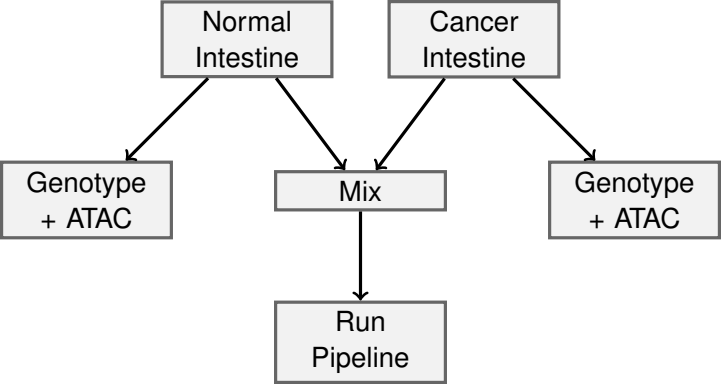 Normal
Intestine
Cancer
Intestine
Genotype
+ ATAC
Mix
Genotype
+ ATAC
Run
Pipeline